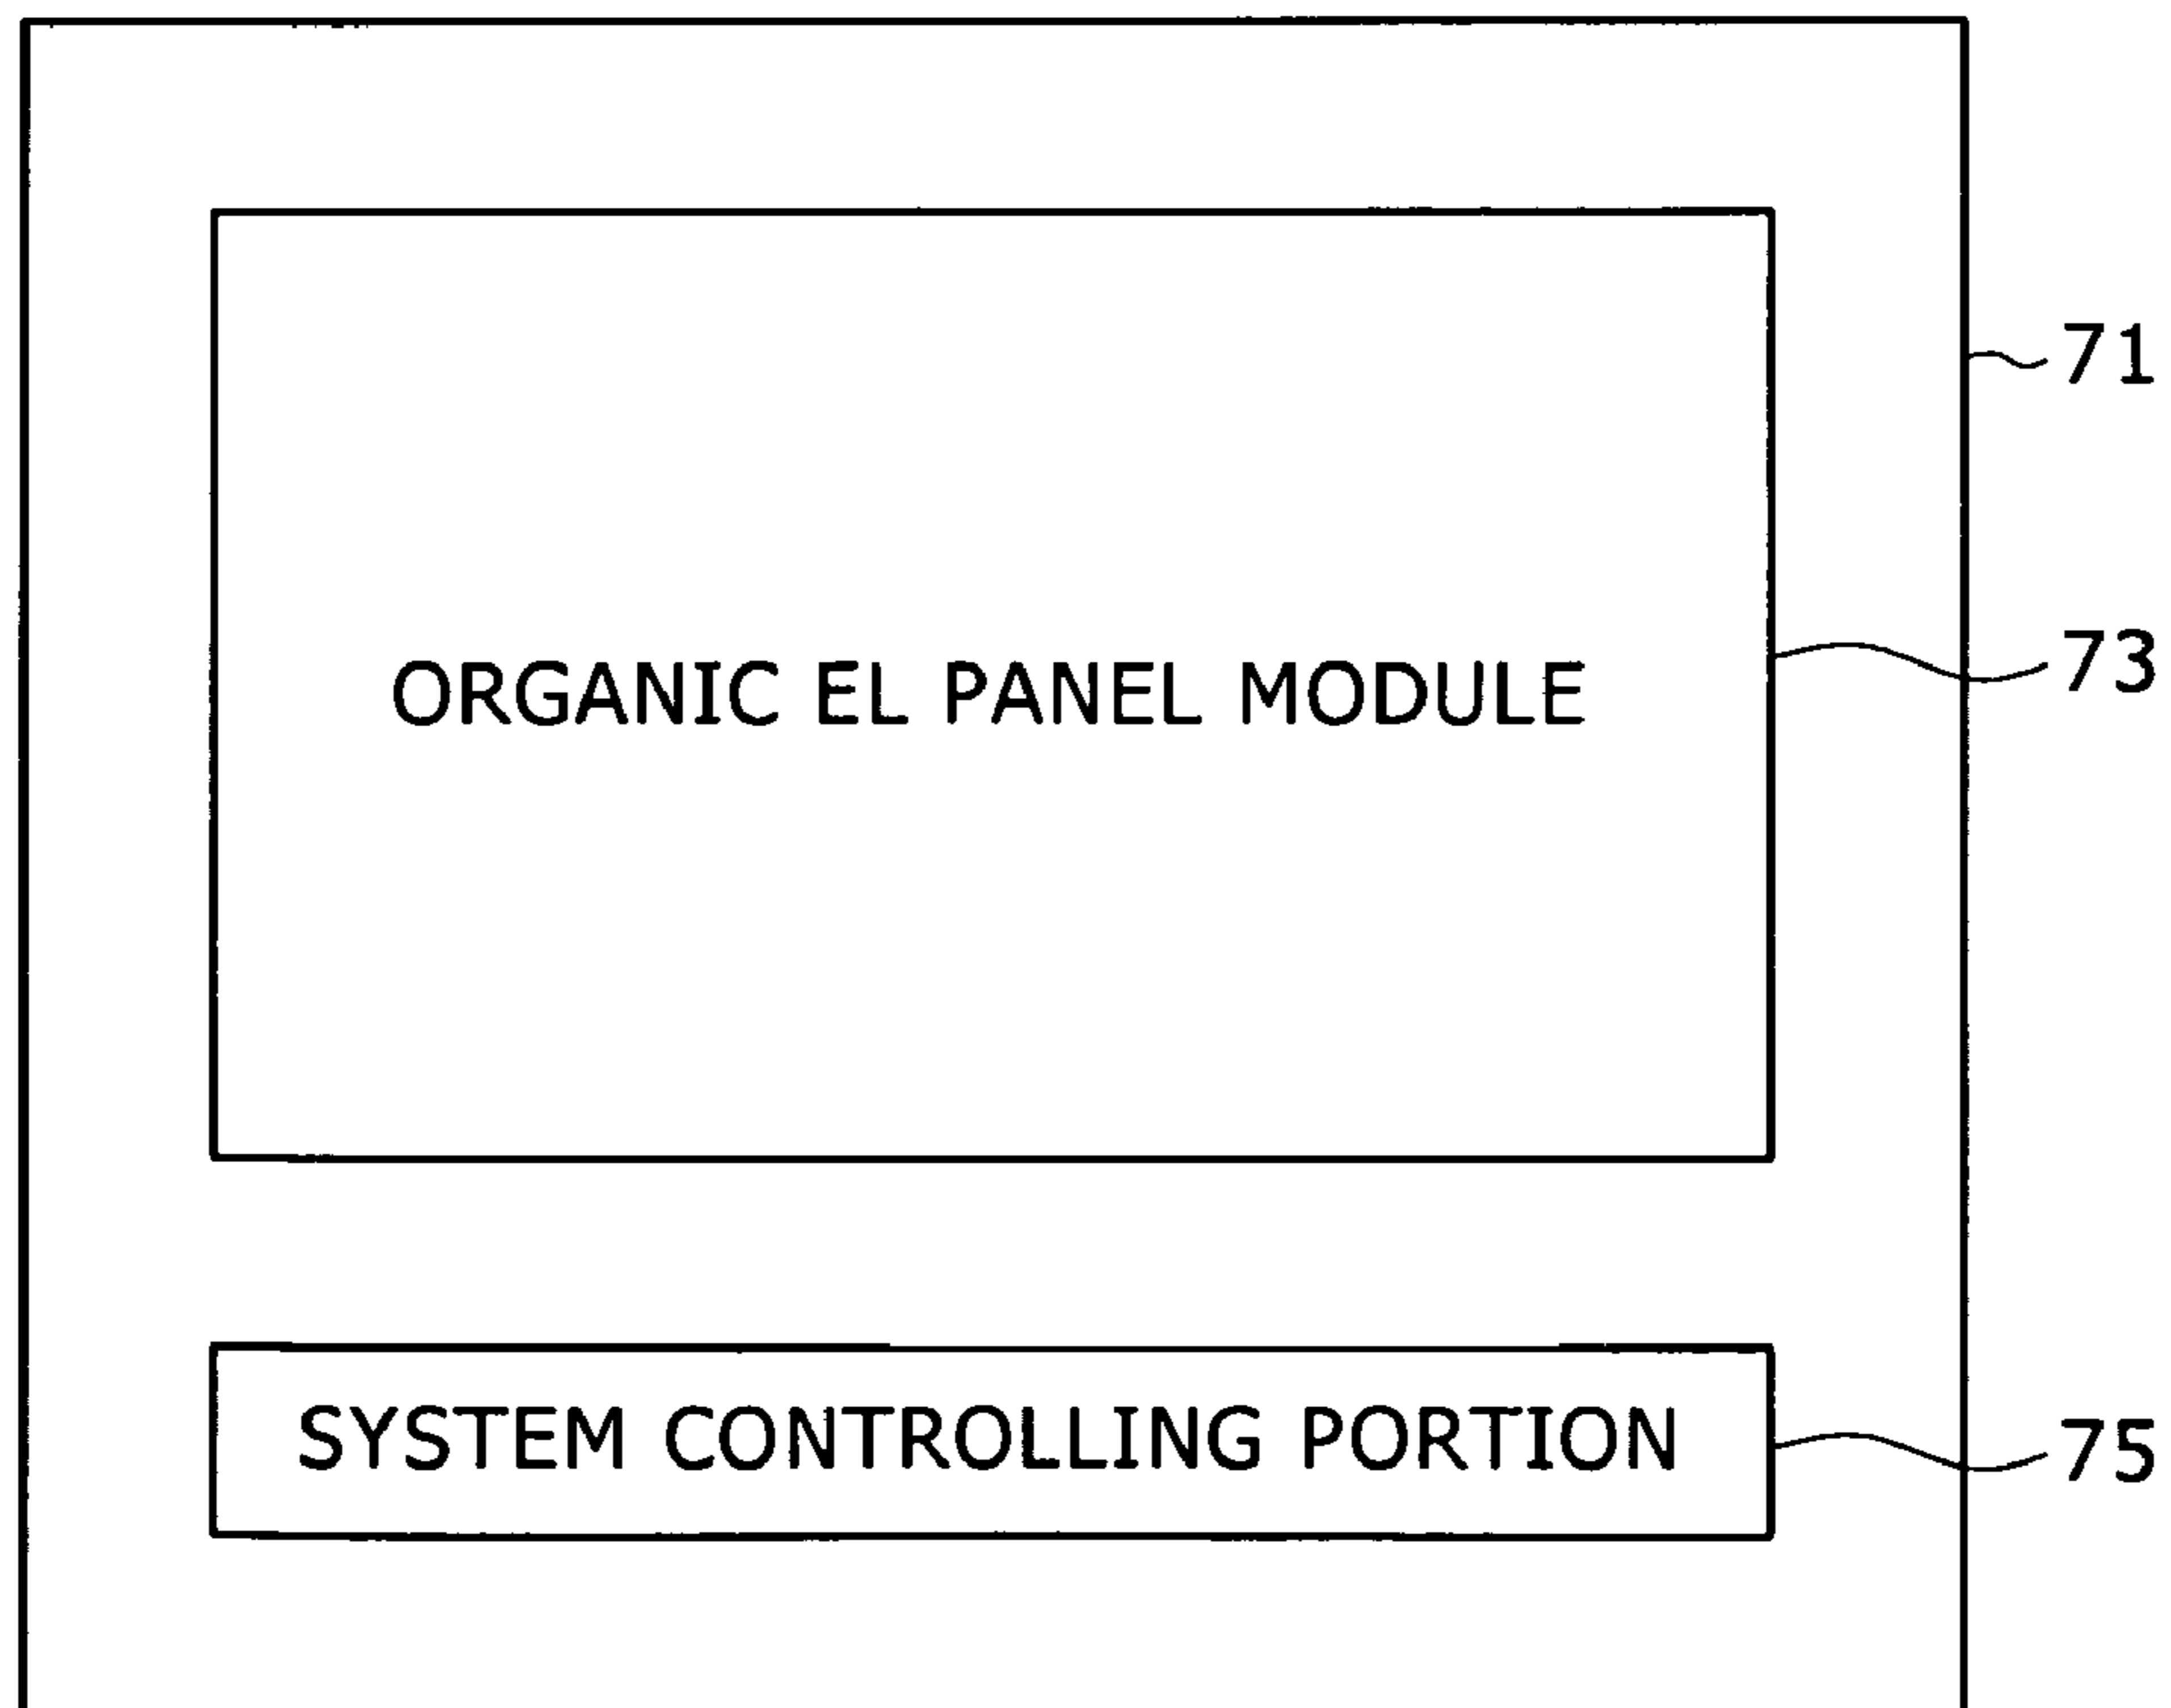 71
73
ORGANIC EL PANEL MODULE
SYSTEM CONTROLLING PORTION
75